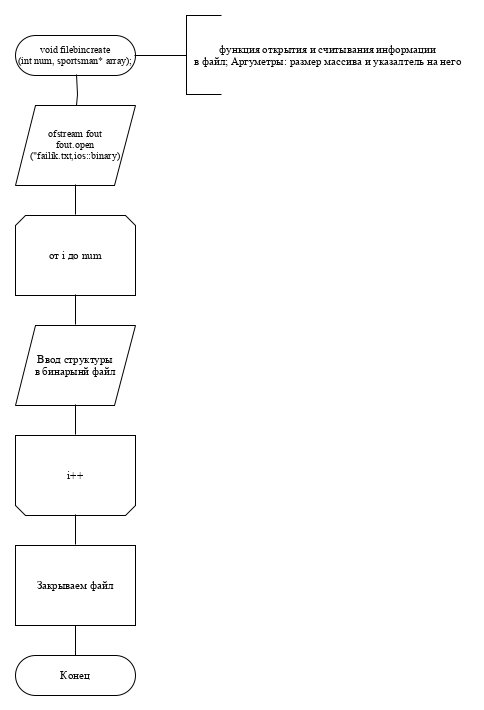 void filebincreate
(int num, sportsman* array);
функция открытия и считывания информации
в файл; Аргуметры: размер массива и указалтель на него
ofstream fout
fout.open
("failik.txt,ios::binary)
от i до num
Ввод структуры
в бинарынй файл
i++
Закрываем файл
Конец